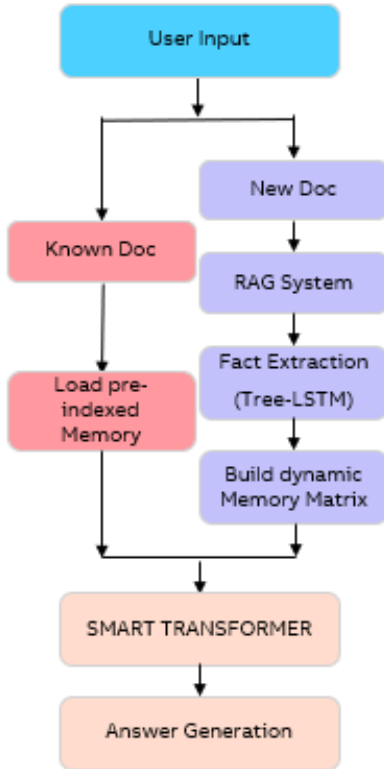 User Input
New Doc
Known Doc
RAG System
Fact Extraction
(Tree-LSTM)
Load pre-
indexed
Memory
Build dynamic
Memory Matrix
SMART TRANSFORMER
Answer Generation